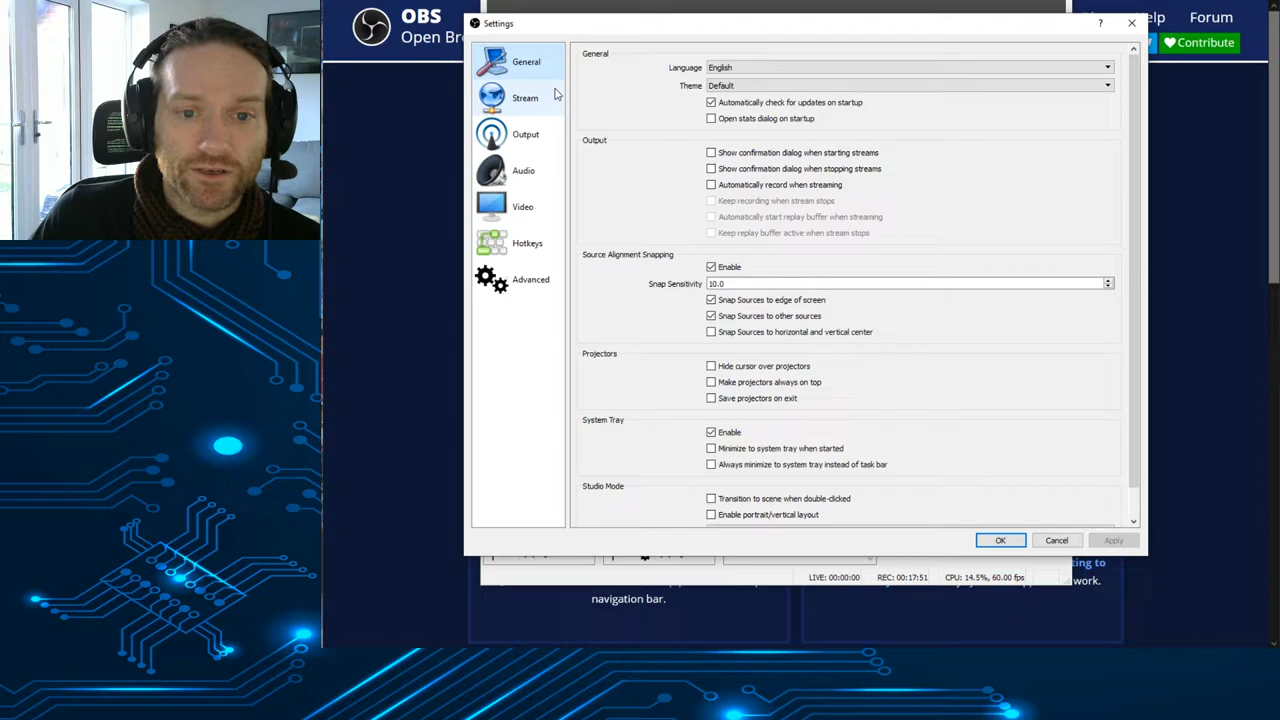 OBS
Open Bro
Help
Forum
Contribute
Settings
?
General
Stream
Output
Audio
Video
Hotkeys
Advanced
General
Language English
Theme Default
Automatically check for updates on startup
Open stats dialog on startup
Output
Show confirmation dialog when starting streams
Show confirmation dialog when stopping streams
Automatically record when streaming
Keep recording when stream stops
Automatically start replay buffer when streaming
Keep replay buffer active when stream stops
Source Alignment Snapping
Enable
Snap Sensitivity 10.0
Snap Sources to edge of screen
Snap Sources to other sources
Snap Sources to horizontal and vertical center
Projectors
Hide cursor over projectors
Make projectors always on top
Save projectors on exit
System Tray
Enable
Minimize to system tray when started
Always minimize to system tray instead of task bar
Studio Mode
Transition to scene when double-clicked
Enable portrait/vertical layout
OK Cancel Apply
LIVE: 00:00:00 REC: 00:17:51 CPU: 14.5%, 60.00 fps
ting to
work.
navigation bar.